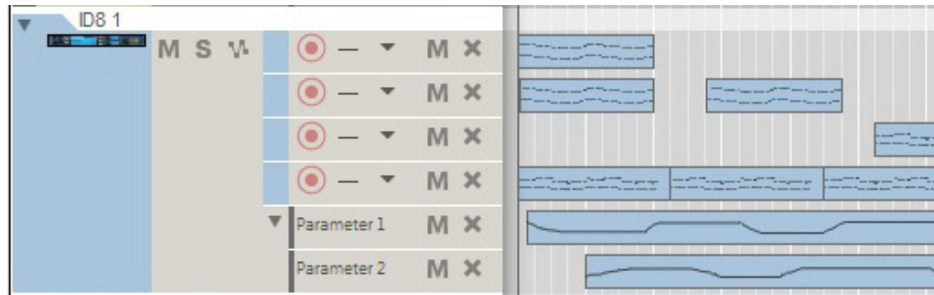 ID8 1
M S M
M
M
M
Parameter 1 M
Parameter 2 M